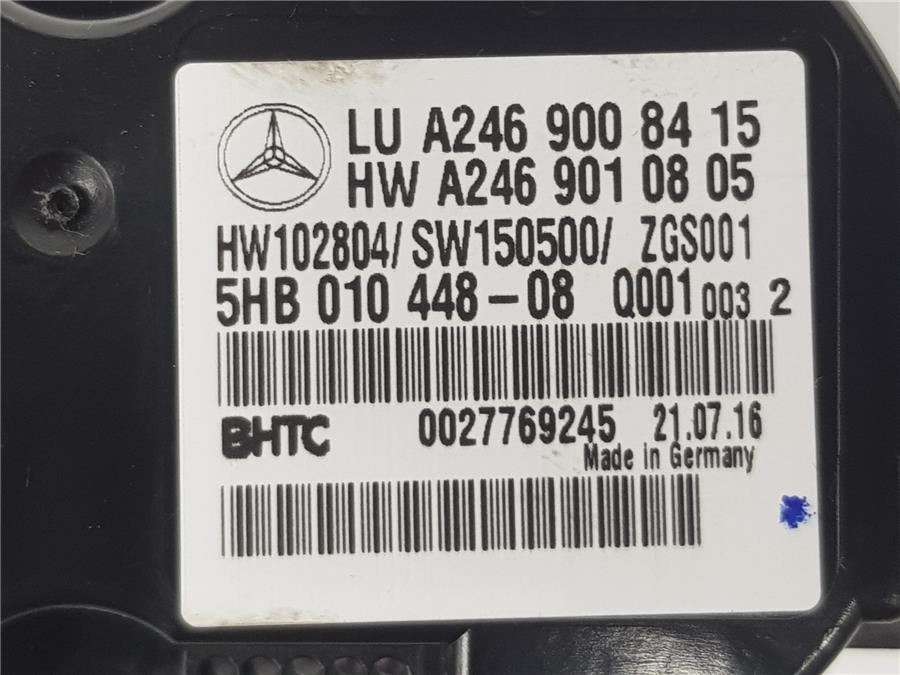 LU A246 900 84 15
HW A246 901 08 05
HW102804/ SW150500/ ZGS001
5HB 010 448-08 Q001 003 2
BHTC 0027769245 21.07.16
Made in Germany